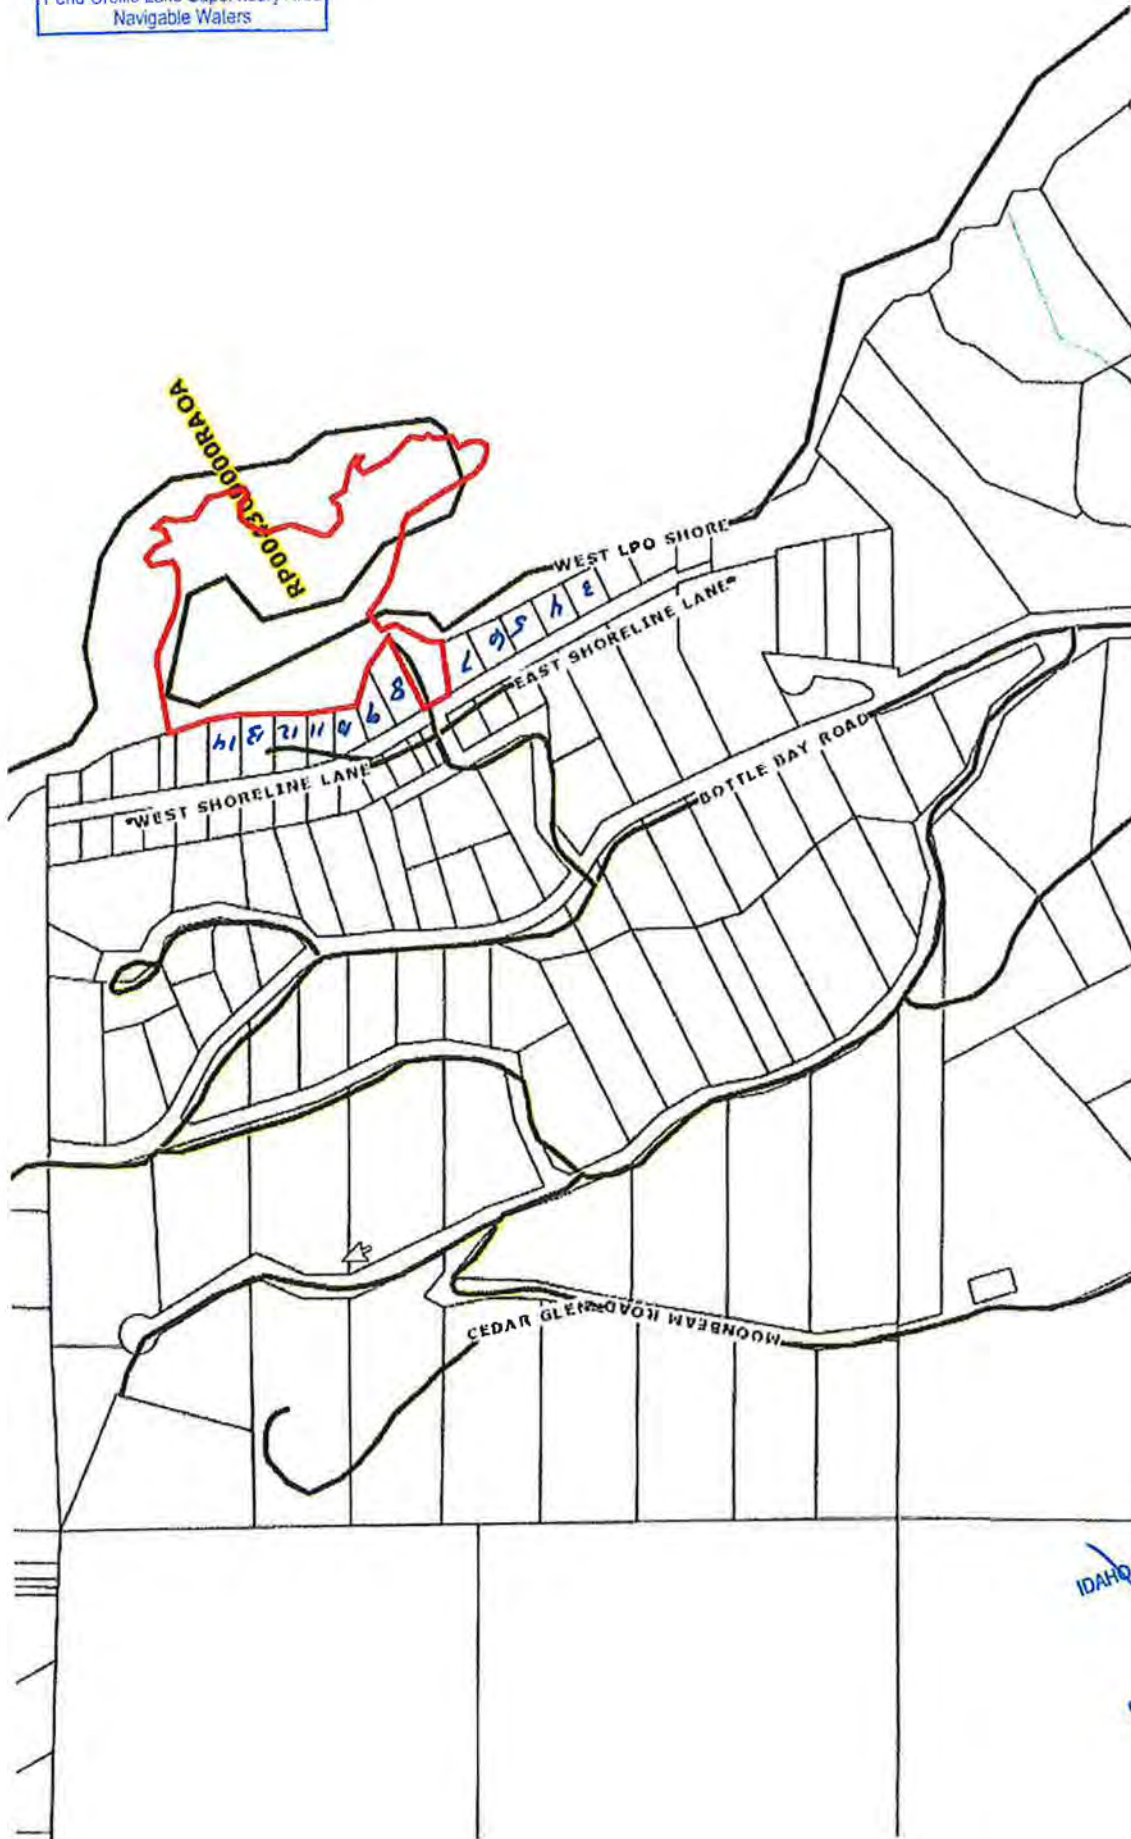 Navigable Waters
RP0043000000RA0A
WEST LPO SHORE
3
4
5
6
7
EAST SHORELINE LANE
8
9
10
11
12
13
14
WEST SHORELINE LANE
BOTTLE BAY ROAD
CEDAR GLEN
MOONBEAM ROAD
IDAHO